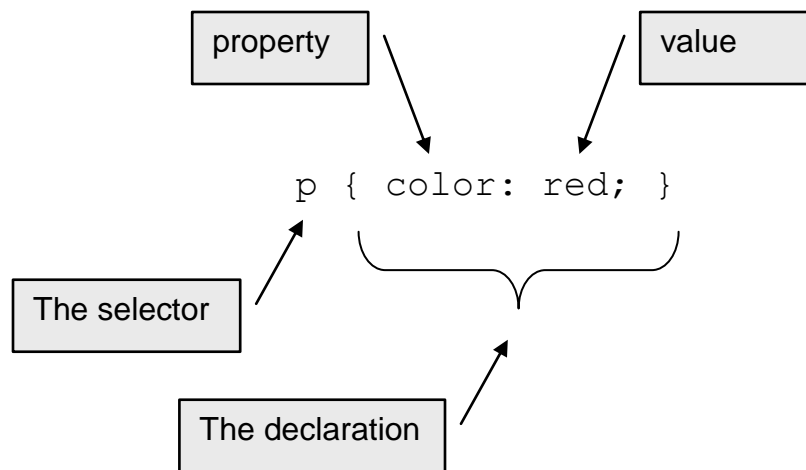 property
value
p { color: red; }
The selector
The declaration